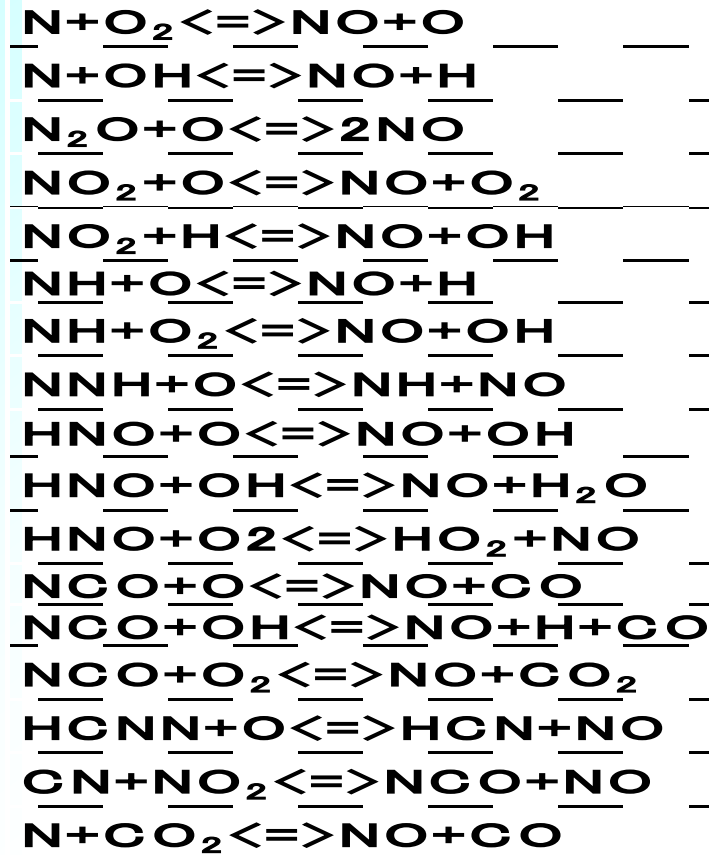 N+O₂<=>NO+O
N+OH<=>NO+H
N₂O+O<=>2NO
NO₂+O<=>NO+O₂
NO₂+H<=>NO+OH
NH+O<=>NO+H
NH+O₂<=>NO+OH
NNH+O<=>NH+NO
HNO+O<=>NO+OH
HNO+OH<=>NO+H₂O
HNO+O2<=>HO₂+NO
NCO+O<=>NO+CO
NCO+OH<=>NO+H+CO
NCO+O₂<=>NO+CO₂
HCNN+O<=>HCN+NO
CN+NO₂<=>NCO+NO
N+CO₂<=>NO+CO